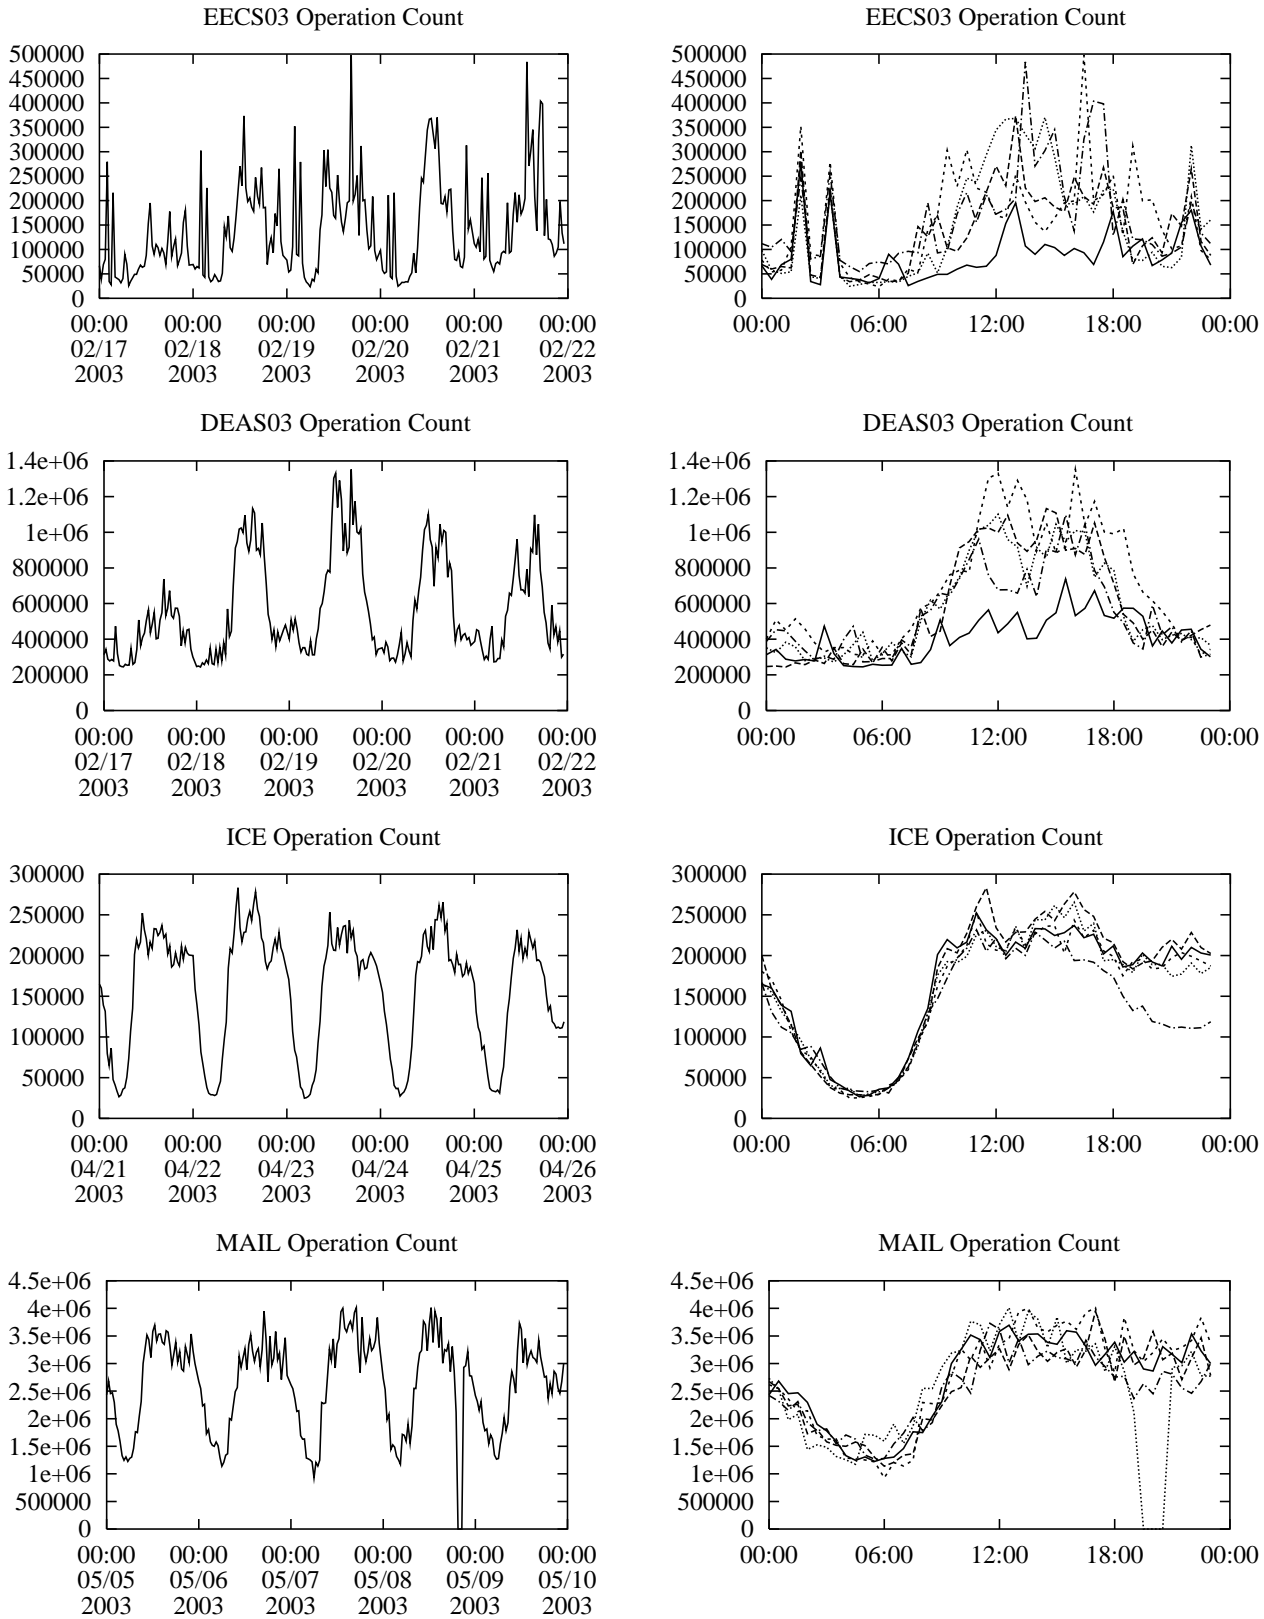 EECS03 Operation Count
500000
450000
400000
350000
300000
250000
200000
150000
100000
50000
0
00:00 00:00 00:00 00:00 00:00 00:00
02/17 02/18 02/19 02/20 02/21 02/22
2003 2003 2003 2003 2003 2003
EECS03 Operation Count
500000
450000
400000
350000
300000
250000
200000
150000
100000
50000
0
00:00 06:00 12:00 18:00 00:00
DEAS03 Operation Count
1.4e+06
1.2e+06
1e+06
800000
600000
400000
200000
0
00:00 00:00 00:00 00:00 00:00 00:00
02/17 02/18 02/19 02/20 02/21 02/22
2003 2003 2003 2003 2003 2003
DEAS03 Operation Count
1.4e+06
1.2e+06
1e+06
800000
600000
400000
200000
0
00:00 06:00 12:00 18:00 00:00
ICE Operation Count
300000
250000
200000
150000
100000
50000
0
00:00 00:00 00:00 00:00 00:00 00:00
04/21 04/22 04/23 04/24 04/25 04/26
2003 2003 2003 2003 2003 2003
ICE Operation Count
300000
250000
200000
150000
100000
50000
0
00:00 06:00 12:00 18:00 00:00
MAIL Operation Count
4.5e+06
4e+06
3.5e+06
3e+06
2.5e+06
2e+06
1.5e+06
1e+06
500000
0
00:00 00:00 00:00 00:00 00:00 00:00
05/05 05/06 05/07 05/08 05/09 05/10
2003 2003 2003 2003 2003 2003
MAIL Operation Count
4.5e+06
4e+06
3.5e+06
3e+06
2.5e+06
2e+06
1.5e+06
1e+06
500000
0
00:00 06:00 12:00 18:00 00:00